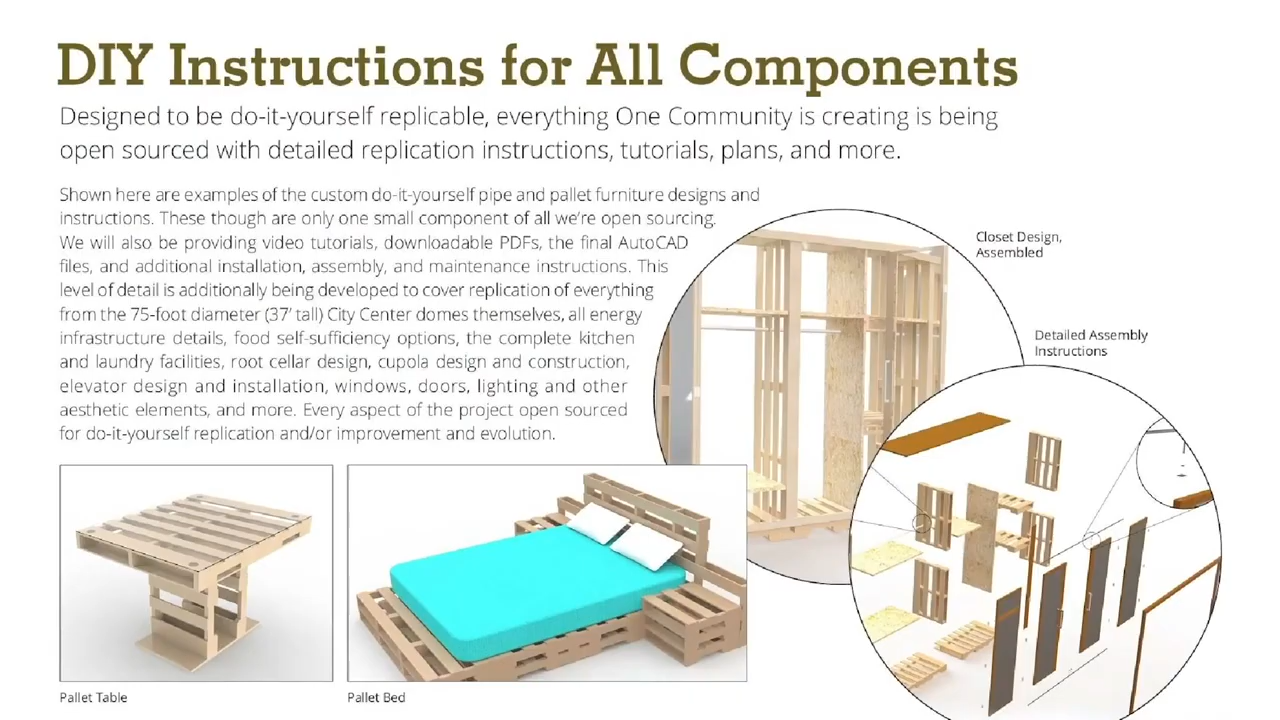 DIY Instructions for All Components
Designed to be do-it-yourself replicable, everything One Community is creating is being
open sourced with detailed replication instructions, tutorials, plans, and more.
Shown here are examples of the custom do-it-yourself pipe and pallet furniture designs and
instructions. These though are only one small component of all we're open sourcing.
We will also be providing video tutorials, downloadable PDFs, the final AutoCAD
files, and additional installation, assembly, and maintenance instructions. This
level of detail is additionally being developed to cover replication of everything
from the 75-foot diameter (37' tall) City Center domes themselves, all energy
infrastructure details, food self-sufficiency options, the complete kitchen
and laundry facilities, root cellar design, cupola design and construction,
elevator design and installation, windows, doors, lighting and other
aesthetic elements, and more. Every aspect of the project open sourced
for do-it-yourself replication and/or improvement and evolution.
Closet Design,
Assembled
Detailed Assembly
Instructions
Pallet Table
Pallet Bed